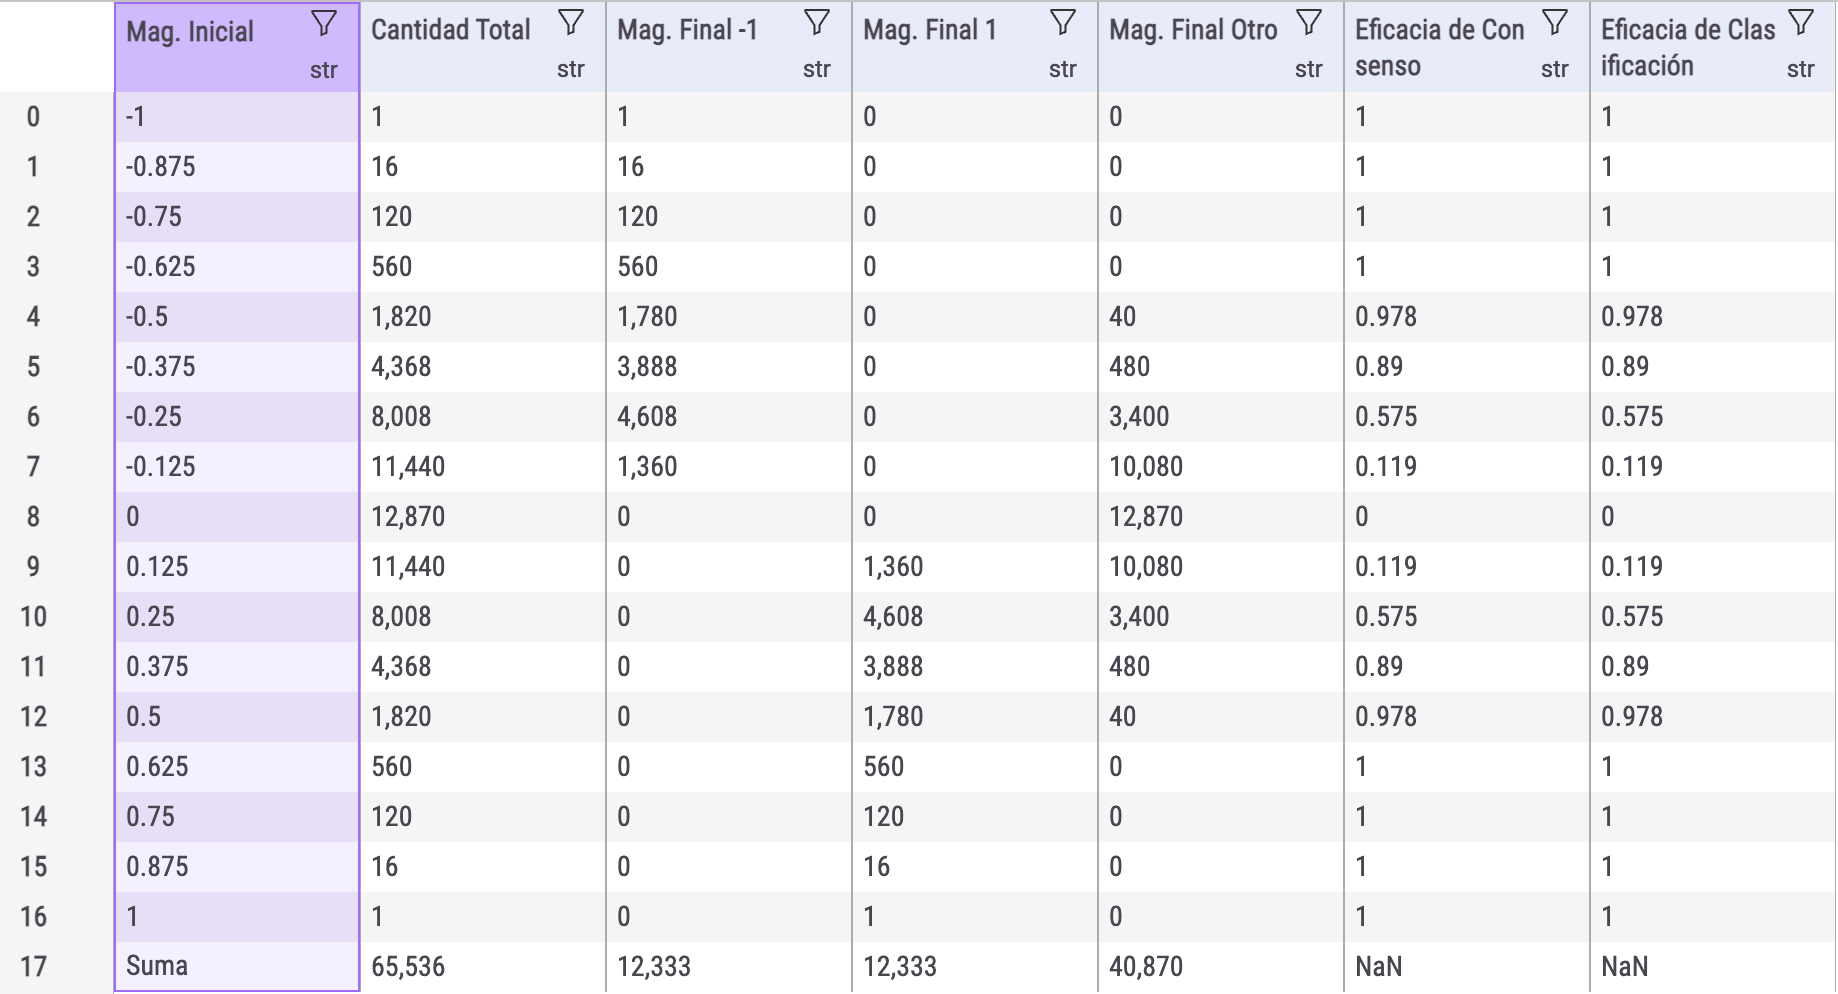 Mag. Inicial Cantidad Total Mag. Final -1 Mag. Final 1 Mag. Final Otro Eficacia de Con Eficacia de Clas
senso ificación
str str str str str str str
0 -1 1 1 0 0 1 1
1 -0.875 16 16 0 0 1 1
2 -0.75 120 120 0 0 1 1
3 -0.625 560 560 0 0 1 1
4 -0.5 1,820 1,780 0 40 0.978 0.978
5 -0.375 4,368 3,888 0 480 0.89 0.89
6 -0.25 8,008 4,608 0 3,400 0.575 0.575
7 -0.125 11,440 1,360 0 10,080 0.119 0.119
8 0 12,870 0 0 12,870 0 0
9 0.125 11,440 0 1,360 10,080 0.119 0.119
10 0.25 8,008 0 4,608 3,400 0.575 0.575
11 0.375 4,368 0 3,888 480 0.89 0.89
12 0.5 1,820 0 1,780 40 0.978 0.978
13 0.625 560 0 560 0 1 1
14 0.75 120 0 120 0 1 1
15 0.875 16 0 16 0 1 1
16 1 1 0 1 0 1 1
17 Suma 65,536 12,333 12,333 40,870 NaN NaN